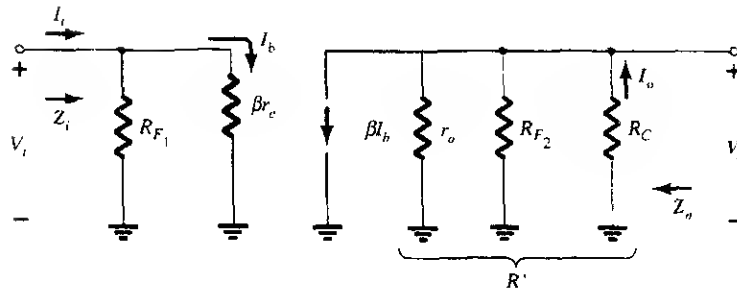 I_i
I_b
+
Z_i
V_i
−
R_F1
βr_e
βI_b
r_o
R_F2
R_C
I_o
+
V
−
Z_o
R'